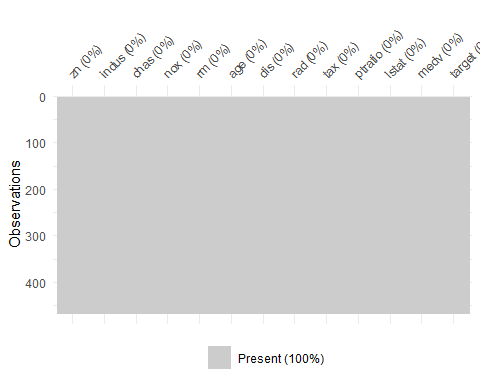 zn (0%)
indus (0%)
chas (0%)
nox (0%)
rm (0%)
age (0%)
dis (0%)
rad (0%)
tax (0%)
ptratio (0%)
lstat (0%)
medv (0%)
target (0
Observations
0
100
200
300
400
Present (100%)